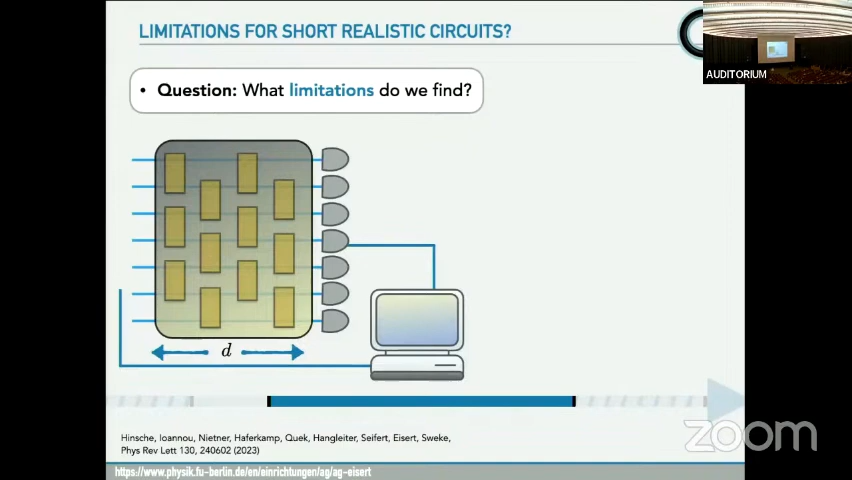 LIMITATIONS FOR SHORT REALISTIC CIRCUITS?
AUDITORIUM
• Question: What limitations do we find?
d
Hinsche, Ioannou, Nietner, Haferkamp, Quek, Hangleiter, Seifert, Eisert, Sweke,
Phys Rev Lett 130, 240602 (2023)
zoom
https://www.physik.fu-berlin.de/en/einrichtungen/ag/ag-eisert